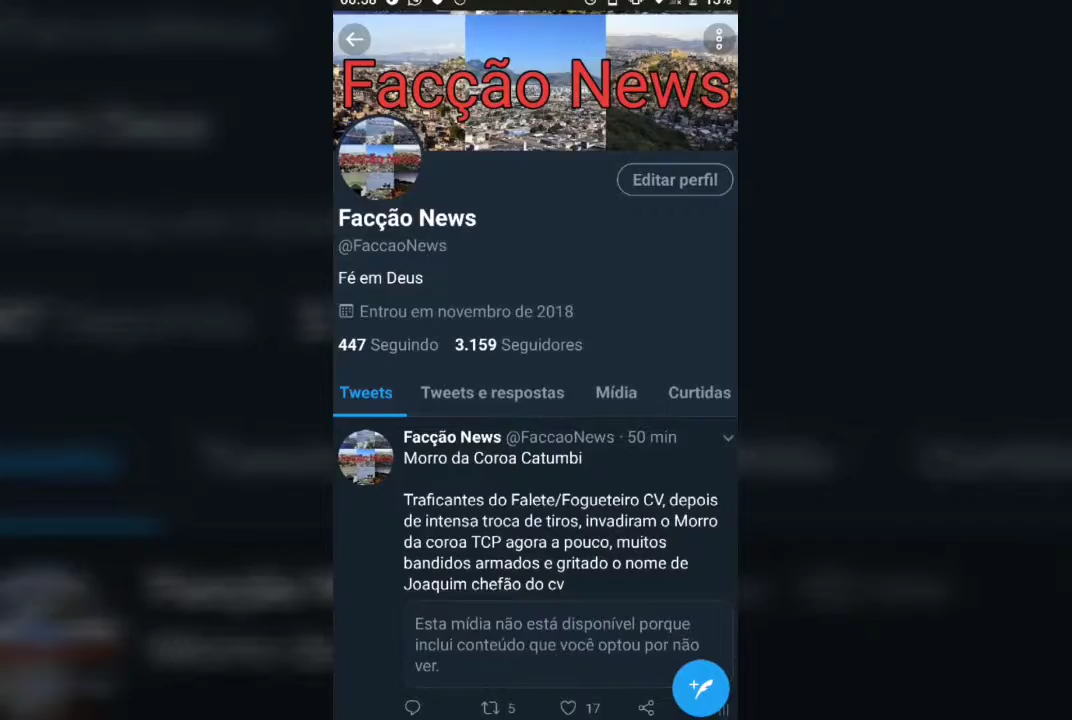 Facção News
Editar perfil
Facção News
@FaccaoNews
Fé em Deus
Entrou em novembro de 2018
447 Seguindo 3.159 Seguidores
Tweets Tweets e respostas Mídia Curtidas
Facção News @FaccaoNews · 50 min
Morro da Coroa Catumbi
Traficantes do Falete/Fogueteiro CV, depois
de intensa troca de tiros, invadiram o Morro
da coroa TCP agora a pouco, muitos
bandidos armados e gritado o nome de
Joaquim chefão do cv
Esta mídia não está disponível porque
inclui conteúdo que você optou por não
ver.
5 17